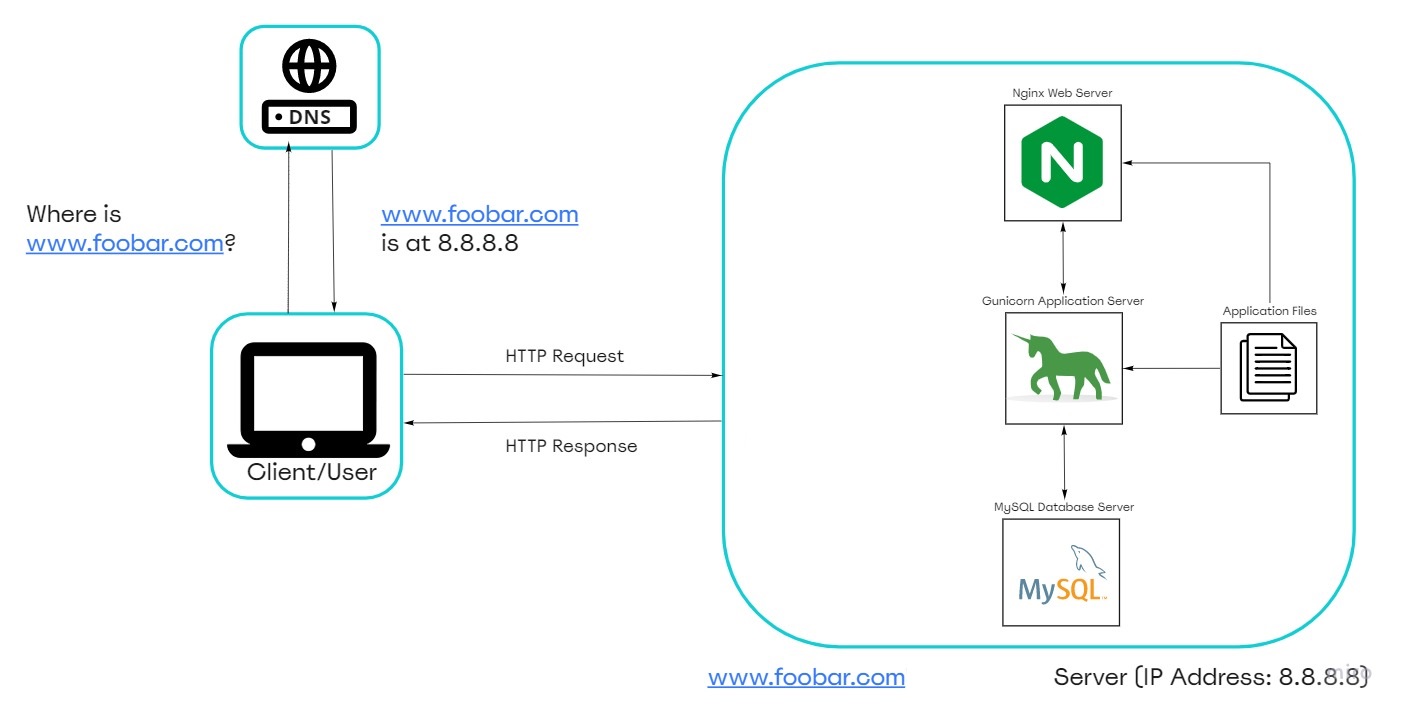 DNS
Where is
www.foobar.com?
www.foobar.com
is at 8.8.8.8
Client/User
HTTP Request
HTTP Response
Nginx Web Server
N
Gunicorn Application Server
Application Files
MySQL Database Server
MySQL™
www.foobar.com
Server (IP Address: 8.8.8.8)
miro